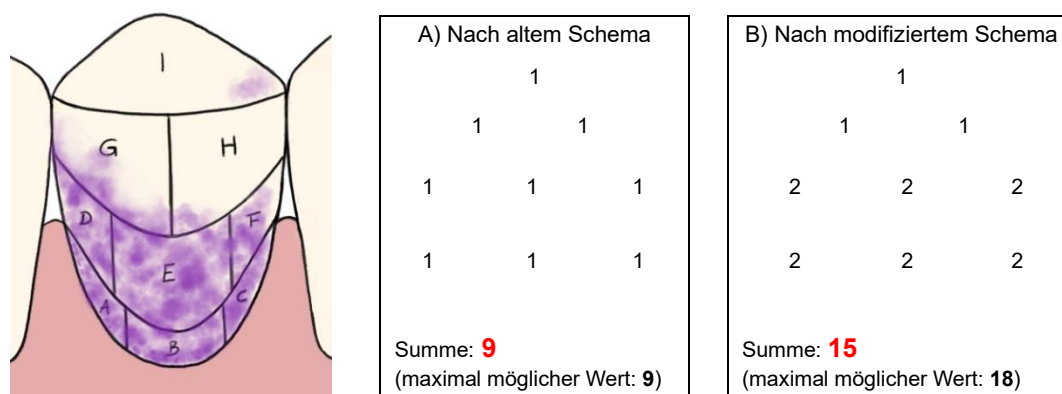 I
G H
D F
E
A C
B
A) Nach altem Schema
1
1 1
1 1 1
1 1 1
Summe: 9
(maximal möglicher Wert: 9)
B) Nach modifiziertem Schema
1
1 1
2 2 2
2 2 2
Summe: 15
(maximal möglicher Wert: 18)